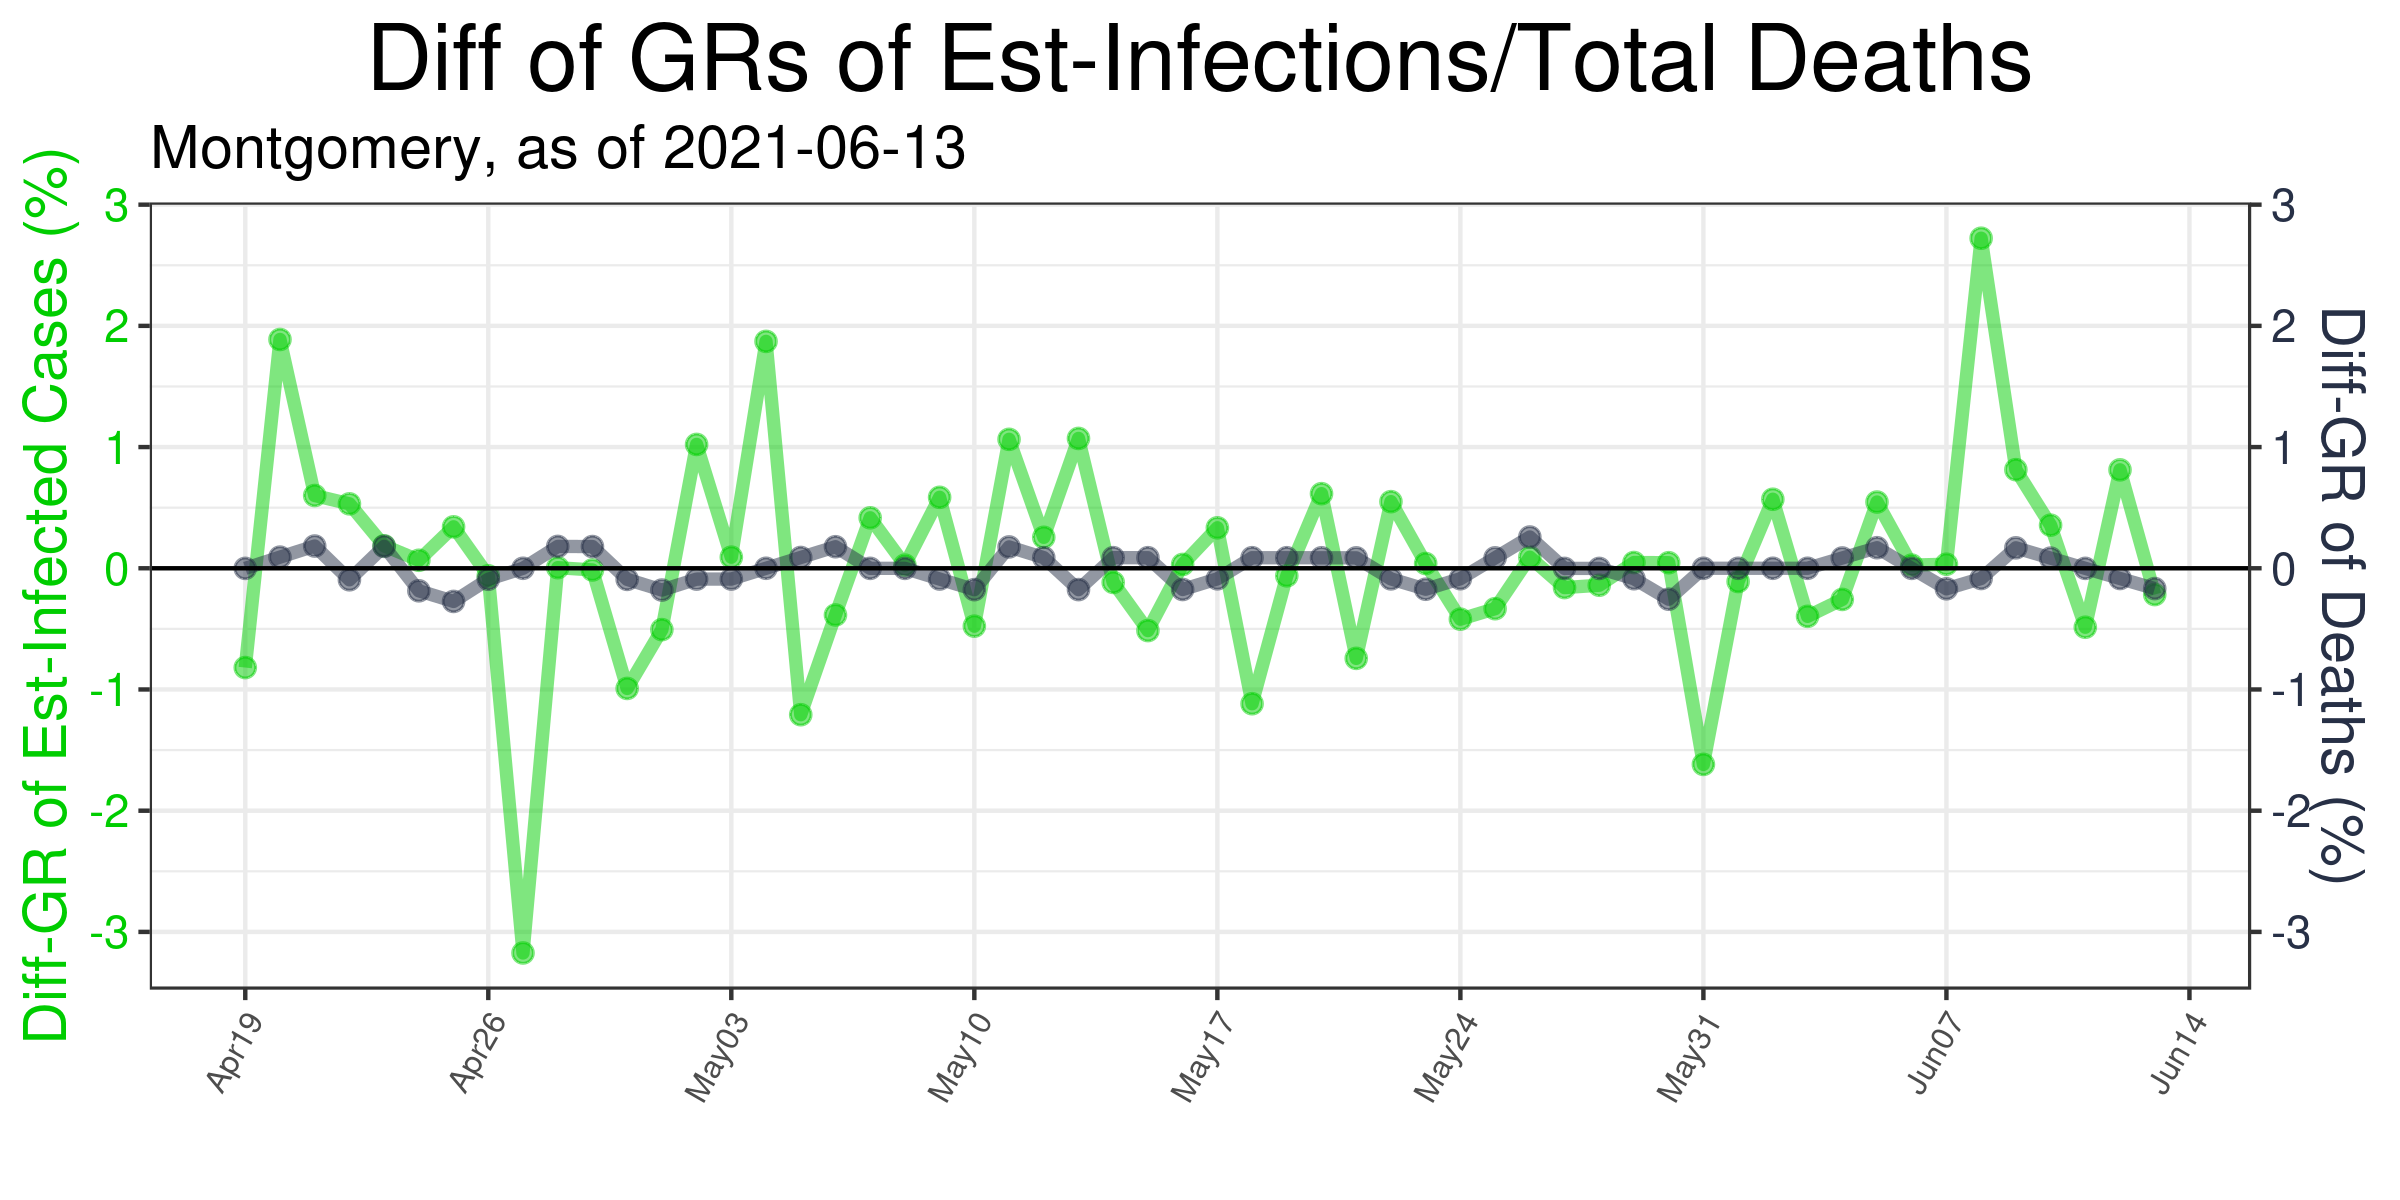 Diff of GRs of Est-Infections/Total Deaths
Montgomery, as of 2021-06-13
Diff-GR of Est-Infected Cases (%)
3
2
1
0
-1
-2
-3
3
2
1
0
-1
-2
-3
Diff-GR of Deaths (%)
Apr19
Apr26
May03
May10
May17
May24
May31
Jun07
Jun14